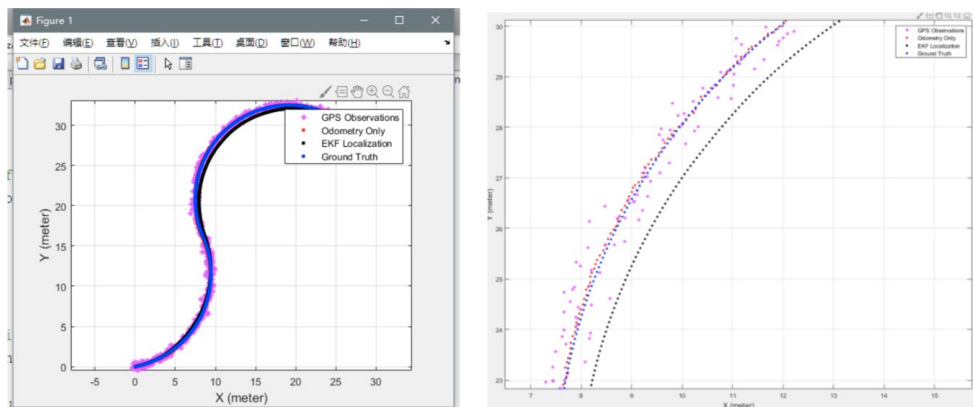 Figure 1
文件(F) 编辑(E) 查看(V) 插入(I) 工具(T) 桌面(D) 窗口(W) 帮助(H)
GPS Observations
Odometry Only
EKF Localization
Ground Truth
30
25
20
15
10
5
0
Y (meter)
-5 0 5 10 15 20 25 30
X (meter)
GPS Observations
Odometry Only
EKF Localization
Ground Truth
30
29
28
27
26
25
24
23
Y (meter)
7 8 9 10 11 12 13 14 15
X (meter)